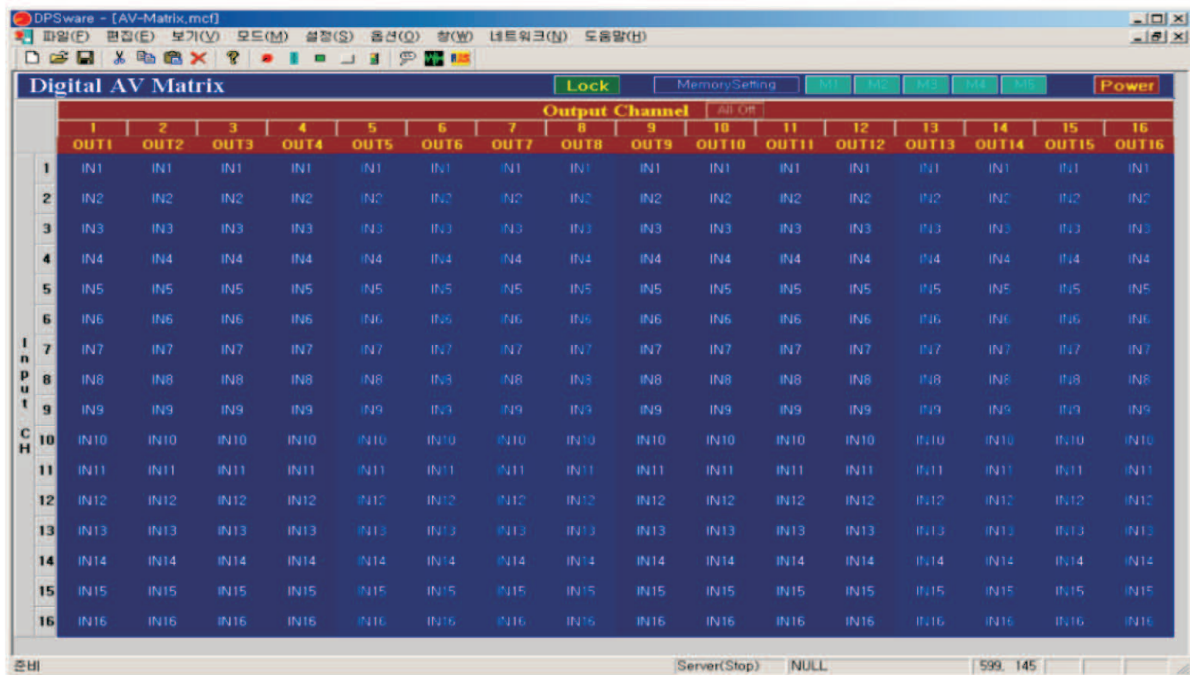 DPSware - [AV-Matrix,mcf]
파일(F) 편집(E) 보기(V) 모드(M) 설정(S) 옵션(O) 창(W) 네트워크(N) 도움말(H)
Digital AV Matrix Lock MemorySetting M1 M2 M3 M4 M5 Power
Output Channel All Off
1 2 3 4 5 6 7 8 9 10 11 12 13 14 15 16
OUT1 OUT2 OUT3 OUT4 OUT5 OUT6 OUT7 OUT8 OUT9 OUT10 OUT11 OUT12 OUT13 OUT14 OUT15 OUT16
Input CH
1 IN1 IN1 IN1 IN1 IN1 IN1 IN1 IN1 IN1 IN1 IN1 IN1 IN1 IN1 IN1 IN1
2 IN2 IN2 IN2 IN2 IN2 IN2 IN2 IN2 IN2 IN2 IN2 IN2 IN2 IN2 IN2 IN2
3 IN3 IN3 IN3 IN3 IN3 IN3 IN3 IN3 IN3 IN3 IN3 IN3 IN3 IN3 IN3 IN3
4 IN4 IN4 IN4 IN4 IN4 IN4 IN4 IN4 IN4 IN4 IN4 IN4 IN4 IN4 IN4 IN4
5 IN5 IN5 IN5 IN5 IN5 IN5 IN5 IN5 IN5 IN5 IN5 IN5 IN5 IN5 IN5 IN5
6 IN6 IN6 IN6 IN6 IN6 IN6 IN6 IN6 IN6 IN6 IN6 IN6 IN6 IN6 IN6 IN6
7 IN7 IN7 IN7 IN7 IN7 IN7 IN7 IN7 IN7 IN7 IN7 IN7 IN7 IN7 IN7 IN7
8 IN8 IN8 IN8 IN8 IN8 IN8 IN8 IN8 IN8 IN8 IN8 IN8 IN8 IN8 IN8 IN8
9 IN9 IN9 IN9 IN9 IN9 IN9 IN9 IN9 IN9 IN9 IN9 IN9 IN9 IN9 IN9 IN9
10 IN10 IN10 IN10 IN10 IN10 IN10 IN10 IN10 IN10 IN10 IN10 IN10 IN10 IN10 IN10 IN10
11 IN11 IN11 IN11 IN11 IN11 IN11 IN11 IN11 IN11 IN11 IN11 IN11 IN11 IN11 IN11 IN11
12 IN12 IN12 IN12 IN12 IN12 IN12 IN12 IN12 IN12 IN12 IN12 IN12 IN12 IN12 IN12 IN12
13 IN13 IN13 IN13 IN13 IN13 IN13 IN13 IN13 IN13 IN13 IN13 IN13 IN13 IN13 IN13 IN13
14 IN14 IN14 IN14 IN14 IN14 IN14 IN14 IN14 IN14 IN14 IN14 IN14 IN14 IN14 IN14 IN14
15 IN15 IN15 IN15 IN15 IN15 IN15 IN15 IN15 IN15 IN15 IN15 IN15 IN15 IN15 IN15 IN15
16 IN16 IN16 IN16 IN16 IN16 IN16 IN16 IN16 IN16 IN16 IN16 IN16 IN16 IN16 IN16 IN16
준비 Server(Stop) NULL 599, 145